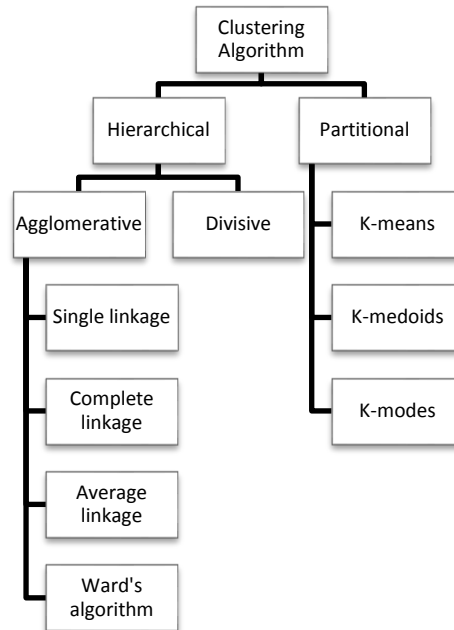 Clustering
Algorithm
Hierarchical
Partitional
Agglomerative
Divisive
K-means
Single linkage
K-medoids
Complete
linkage
K-modes
Average
linkage
Ward's
algorithm